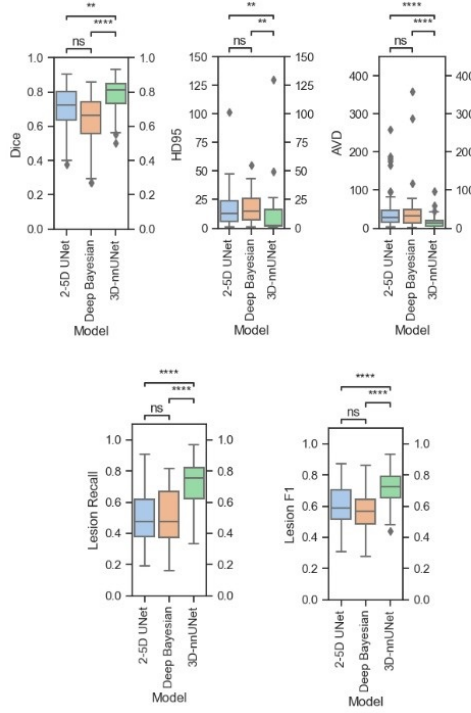 ** ** ****
ns **** ns ** ns ****
1.0 1.0 150 150 400 400
0.8 0.8 125 125 300 300
0.6 0.6 100 100 200 200
0.4 0.4 75 75 100 100
0.2 0.2 50 50 0 0
0.0 0.0 25 25
0 0
Dice HD95 AVD
2-5D UNet Deep Bayesian 3D-nnUNet 2-5D UNet Deep Bayesian 3D-nnUNet 2-5D UNet Deep Bayesian 3D-nnUNet
Model Model Model
**** ****
ns **** ns ****
1.0 1.0 1.0 1.0
0.8 0.8 0.8 0.8
0.6 0.6 0.6 0.6
0.4 0.4 0.4 0.4
0.2 0.2 0.2 0.2
0.0 0.0 0.0 0.0
Lesion Recall Lesion F1
2-5D UNet Deep Bayesian 3D-nnUNet 2-5D UNet Deep Bayesian 3D-nnUNet
Model Model